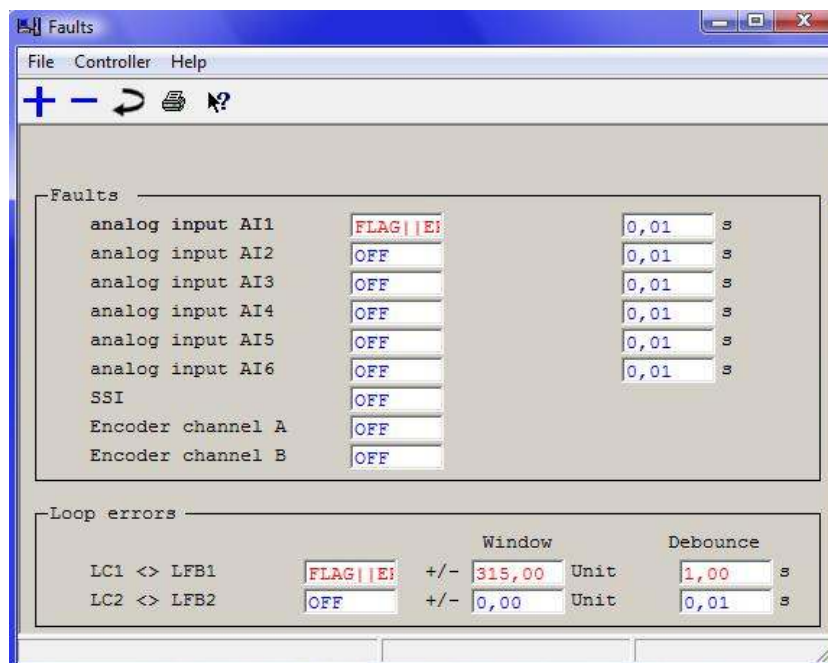 Faults
File Controller Help
Faults
analog input AI1 FLAG||E 0,01 s
analog input AI2 OFF 0,01 s
analog input AI3 OFF 0,01 s
analog input AI4 OFF 0,01 s
analog input AI5 OFF 0,01 s
analog input AI6 OFF 0,01 s
SSI OFF
Encoder channel A OFF
Encoder channel B OFF
Loop errors
Window Debounce
LC1 <> LFB1 FLAG||E +/- 315,00 Unit 1,00 s
LC2 <> LFB2 OFF +/- 0,00 Unit 0,01 s